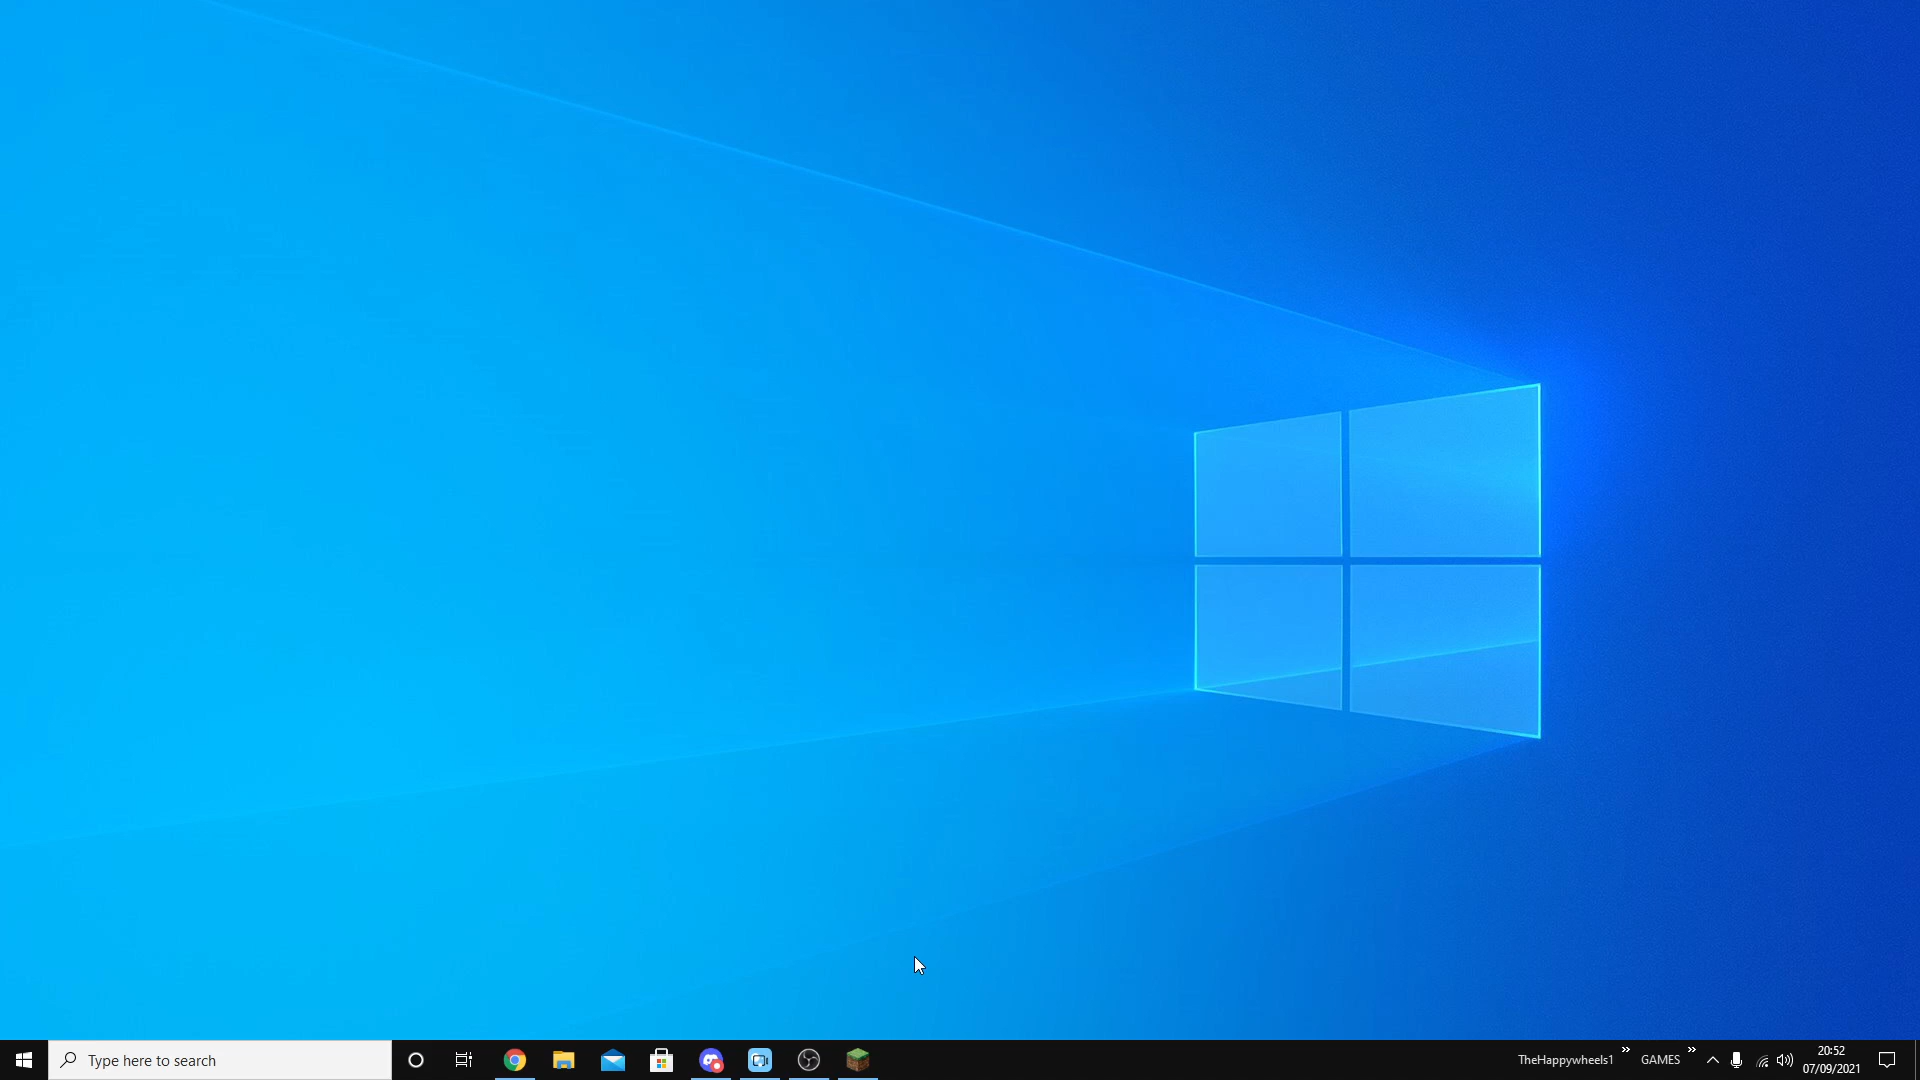 Type here to search
TheHappywheels1 »
GAMES »
20:52
07/09/2021